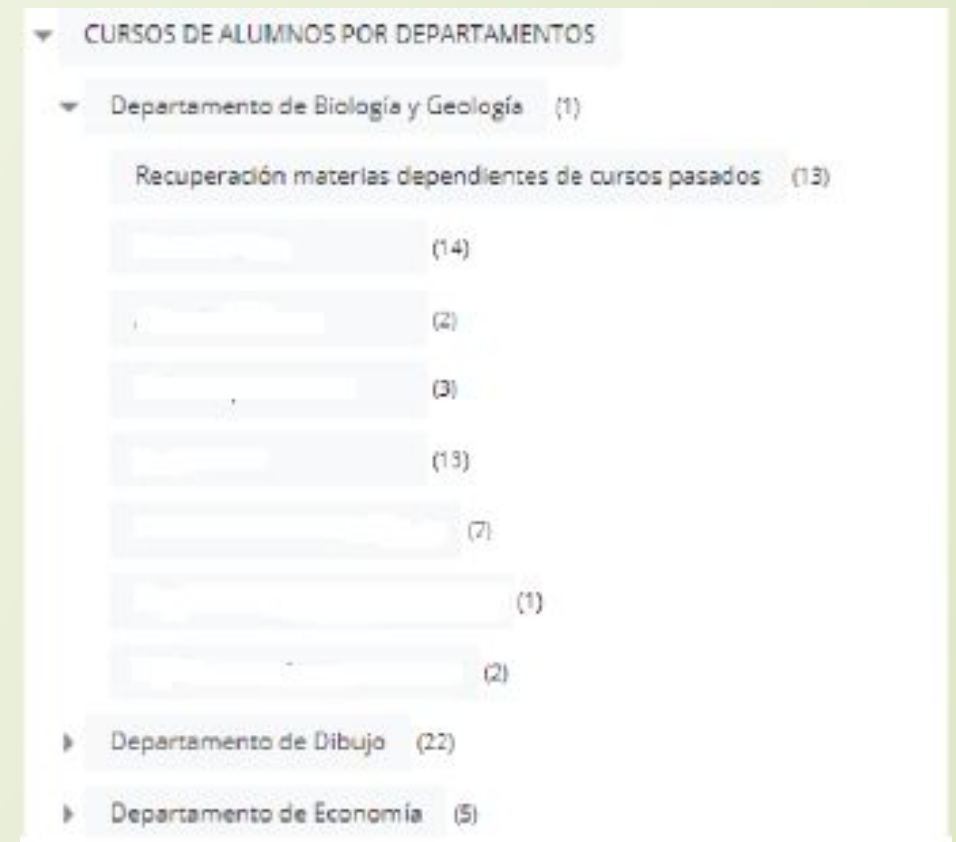 CURSOS DE ALUMNOS POR DEPARTAMENTOS
Departamento de Biología y Geología (1)
Recuperación materias dependientes de cursos pasados (13)
(14)
(2)
(3)
(13)
(7)
(1)
(2)
Departamento de Dibujo (22)
Departamento de Economía (5)